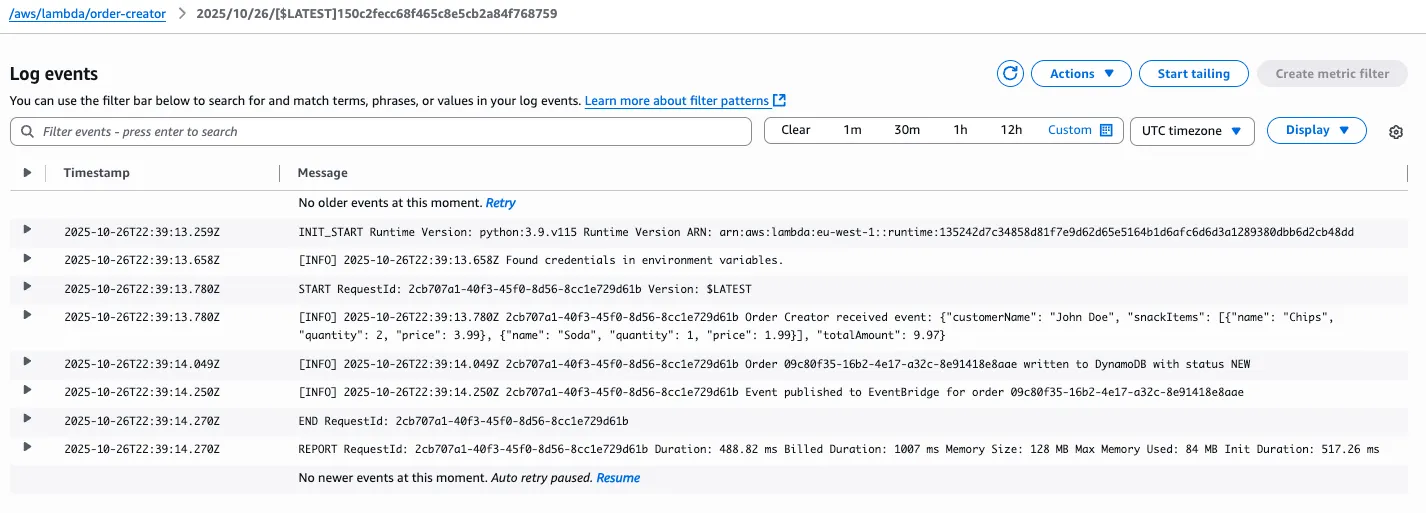 /aws/lambda/order-creator > 2025/10/26/[$LATEST]150c2fecc68f465c8e5cb2a84f768759
Log events
Actions Start tailing Create metric filter
You can use the filter bar below to search for and match terms, phrases, or values in your log events. Learn more about filter patterns
Filter events - press enter to search Clear 1m 30m 1h 12h Custom UTC timezone Display
Timestamp Message
No older events at this moment. Retry
2025-10-26T22:39:13.259Z INIT_START Runtime Version: python:3.9.v115 Runtime Version ARN: arn:aws:lambda:eu-west-1::runtime:135242d7c34858d81f7e9d62d65e5164b1d6afc6d6d3a1289380dbb6d2cb48dd
2025-10-26T22:39:13.658Z [INFO] 2025-10-26T22:39:13.658Z Found credentials in environment variables.
2025-10-26T22:39:13.780Z START RequestId: 2cb707a1-40f3-45f0-8d56-8cc1e729d61b Version: $LATEST
2025-10-26T22:39:13.780Z [INFO] 2025-10-26T22:39:13.780Z 2cb707a1-40f3-45f0-8d56-8cc1e729d61b Order Creator received event: {"customerName": "John Doe", "snackItems": [{"name": "Chips",
"quantity": 2, "price": 3.99}, {"name": "Soda", "quantity": 1, "price": 1.99}], "totalAmount": 9.97}
2025-10-26T22:39:14.049Z [INFO] 2025-10-26T22:39:14.049Z 2cb707a1-40f3-45f0-8d56-8cc1e729d61b Order 09c80f35-16b2-4e17-a32c-8e91418e8aae written to DynamoDB with status NEW
2025-10-26T22:39:14.250Z [INFO] 2025-10-26T22:39:14.250Z 2cb707a1-40f3-45f0-8d56-8cc1e729d61b Event published to EventBridge for order 09c80f35-16b2-4e17-a32c-8e91418e8aae
2025-10-26T22:39:14.270Z END RequestId: 2cb707a1-40f3-45f0-8d56-8cc1e729d61b
2025-10-26T22:39:14.270Z REPORT RequestId: 2cb707a1-40f3-45f0-8d56-8cc1e729d61b Duration: 488.82 ms Billed Duration: 1007 ms Memory Size: 128 MB Max Memory Used: 84 MB Init Duration: 517.26 ms
No newer events at this moment. Auto retry paused. Resume